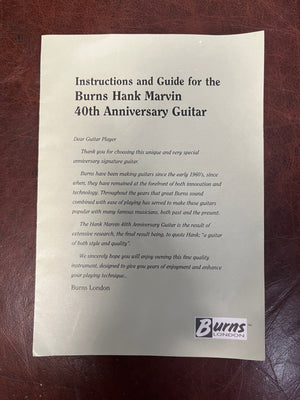 Instructions and Guide for the
Burns Hank Marvin
40th Anniversary Guitar
Dear Guitar Player
Thank you for choosing this unique and very special
anniversary signature guitar.
Burns have been making guitars since the early 1960's, since
when, they have remained at the forefront of both innovation and
technology. Throughout the years that great Burns sound
combined with ease of playing has served to make these guitars
popular with many famous musicians, both past and the present.
The Hank Marvin 40th Anniversary Guitar is the result of
extensive research, the final result being, to quote Hank; "a guitar
of both style and quality".
We sincerely hope you will enjoy owning this fine quality
instrument, designed to give you years of enjoyment and enhance
your playing technique..
Burns London
Burns
LONDON